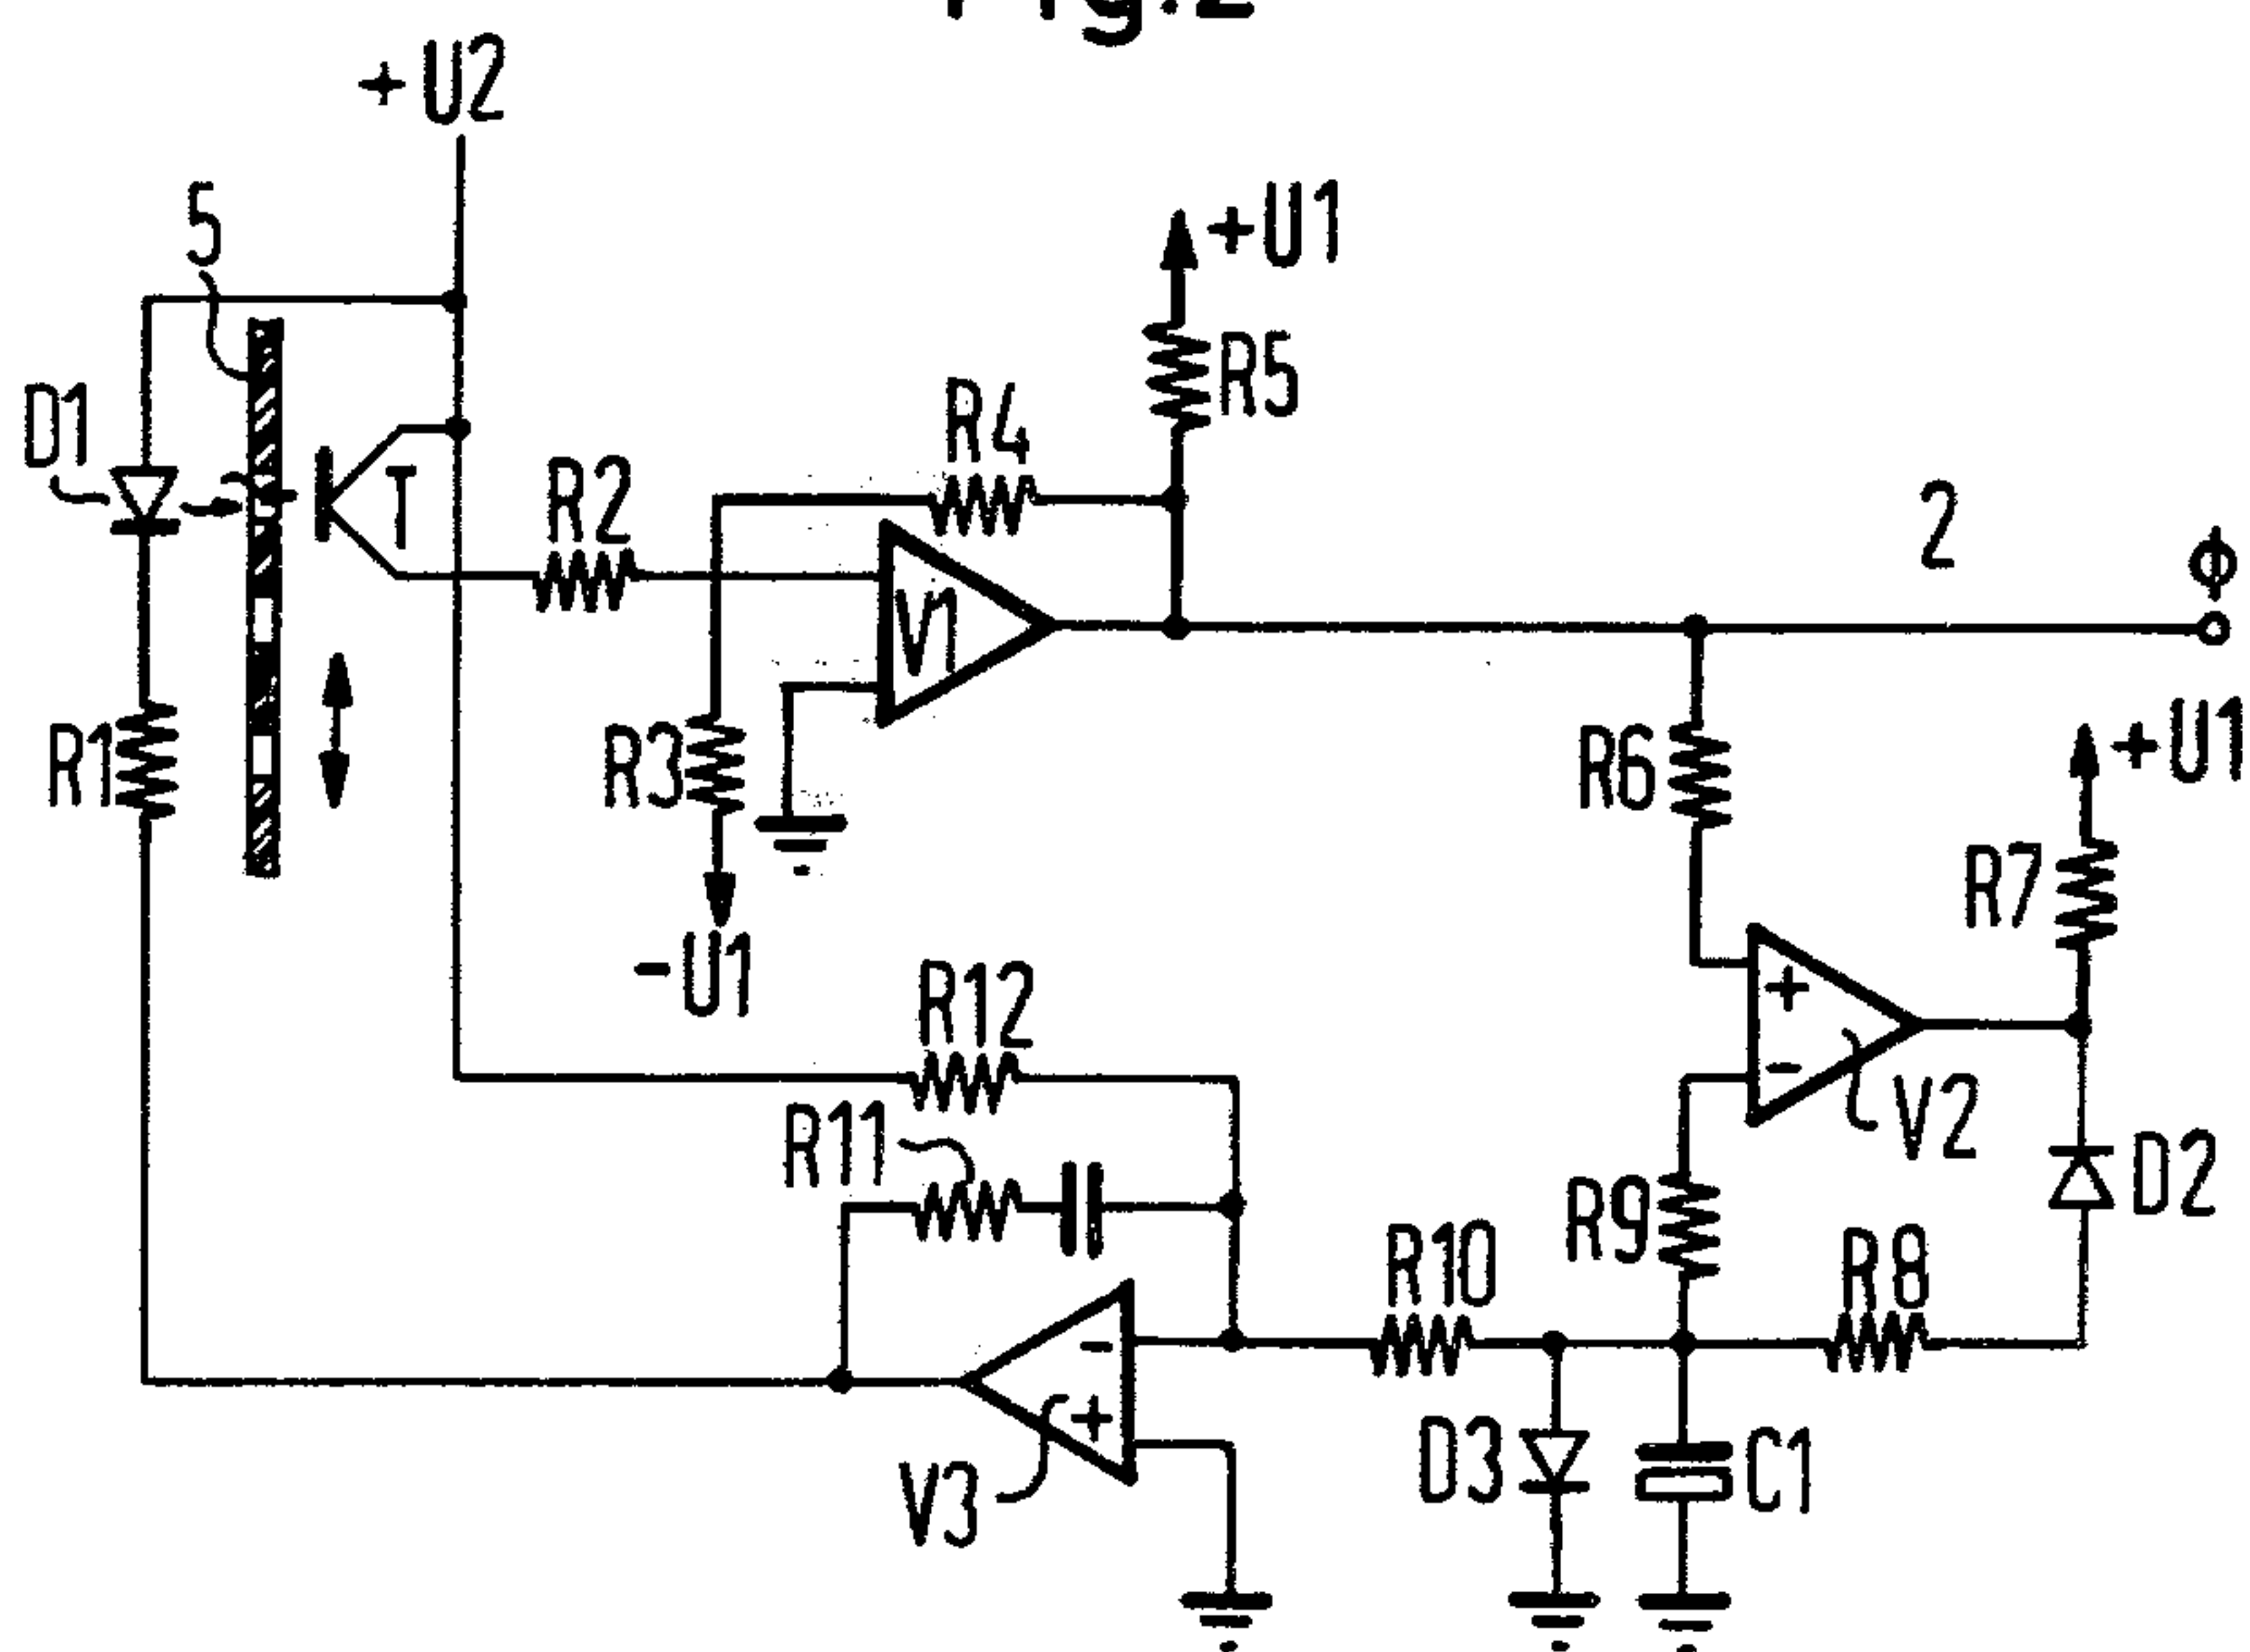 Fig.2
+U2
5
+U1
D1
R4
R5
T
R2
2
ϕ
V1
R1
R3
R6
+U1
R7
-U1
R12
+
-
V2
R11
D2
R10
R9
R8
-
+
V3
D3
C1